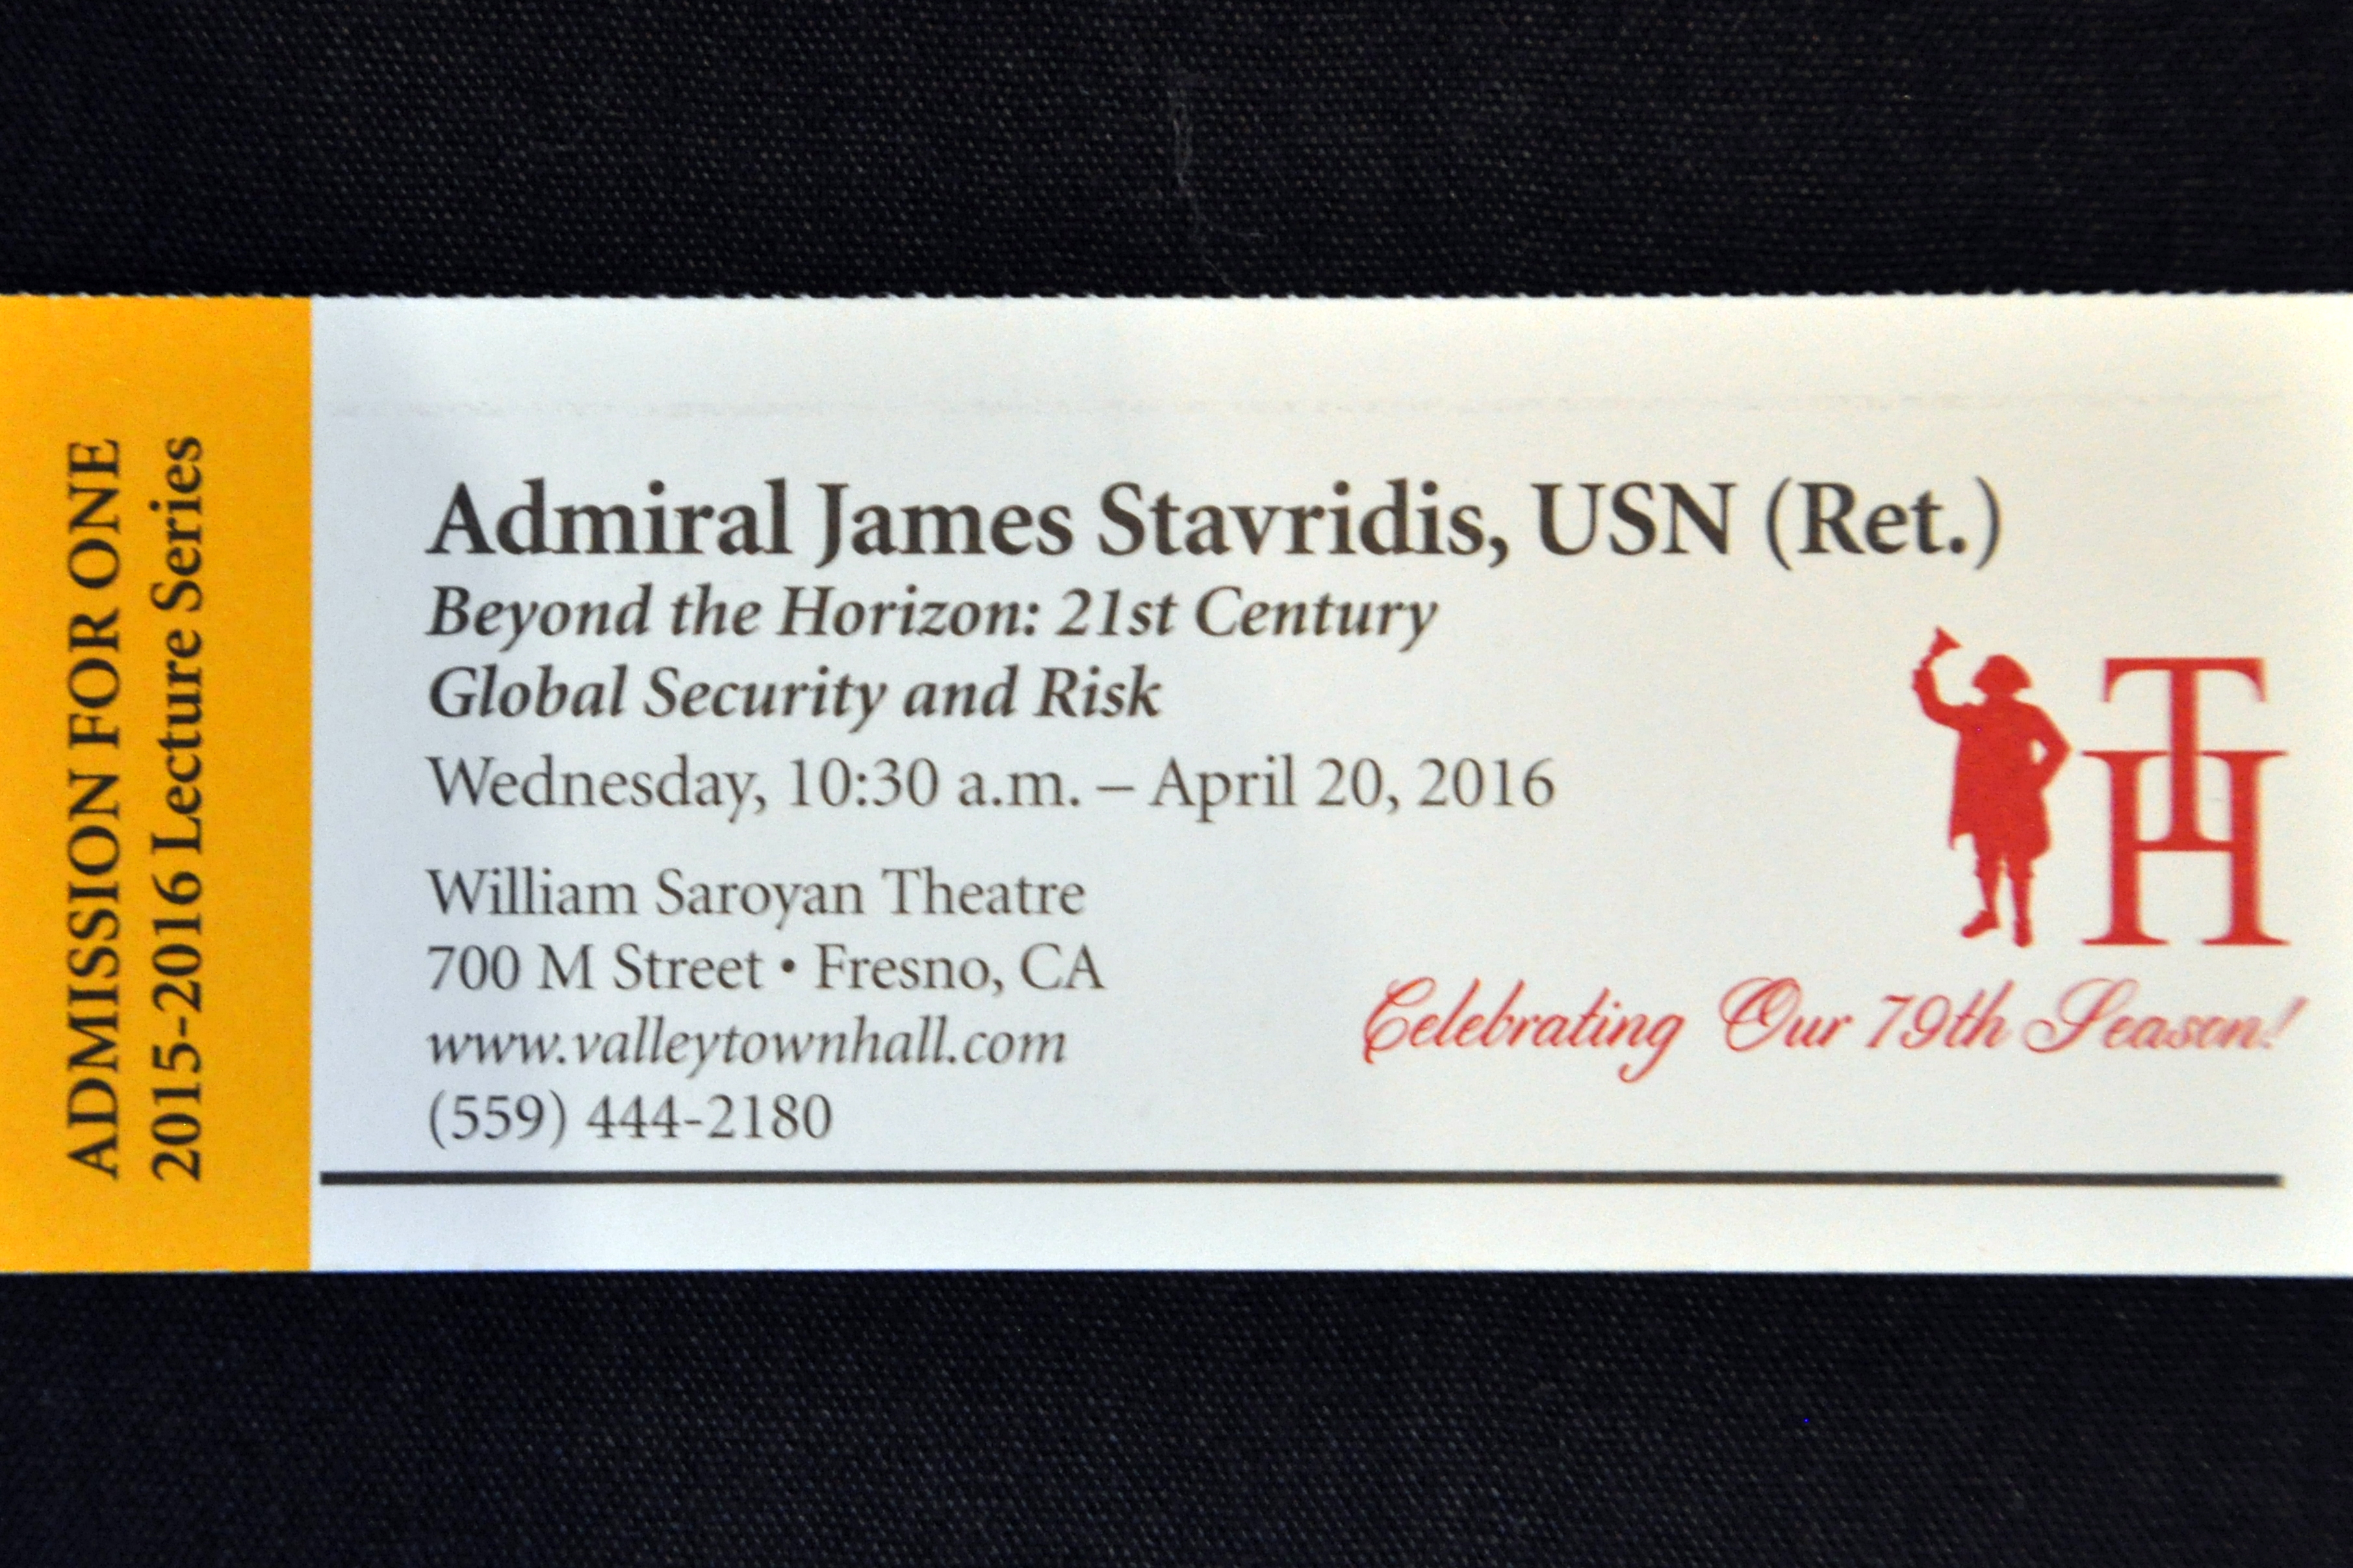 ADMISSION FOR ONE
2015-2016 Lecture Series
Admiral James Stavridis, USN (Ret.)
Beyond the Horizon: 21st Century
Global Security and Risk
Wednesday, 10:30 a.m. – April 20, 2016
William Saroyan Theatre
700 M Street • Fresno, CA
www.valleytownhall.com
(559) 444-2180
TH
Celebrating Our 79th Season!